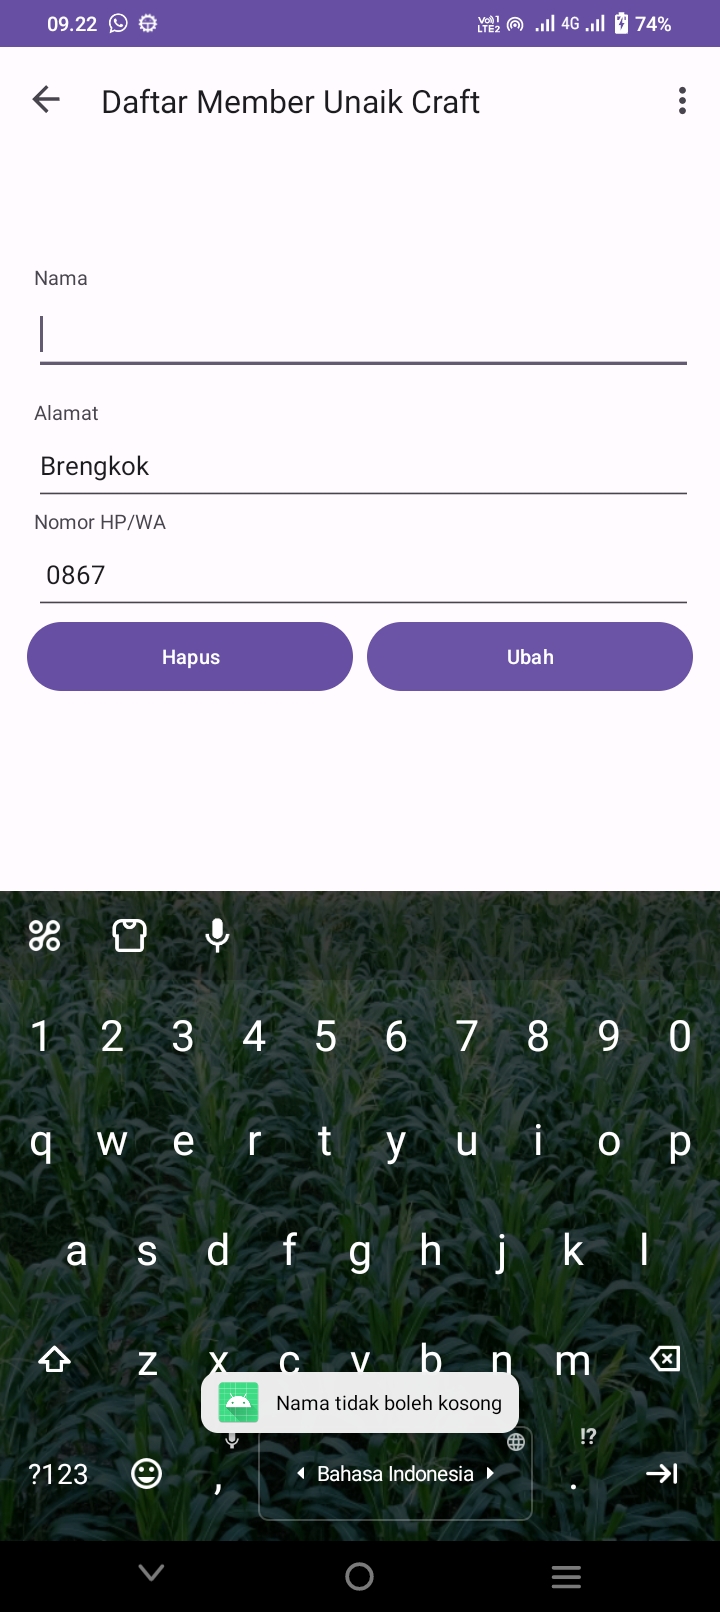 09.22 Vo))1 LTE2 4G 74%
Daftar Member Unaik Craft
Nama
Alamat
Brengkok
Nomor HP/WA
0867
Hapus Ubah
1 2 3 4 5 6 7 8 9 0
q w e r t y u i o p
a s d f g h j k l
z x c v b n m
Nama tidak boleh kosong
!?
?123 , Bahasa Indonesia .